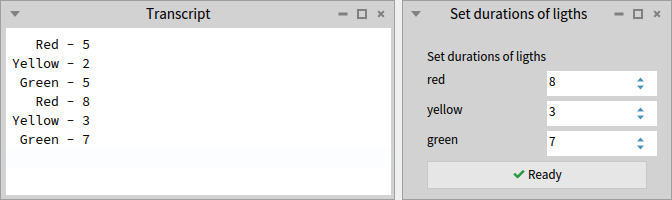 Transcript
Red - 5
Yellow - 2
Green - 5
Red - 8
Yellow - 3
Green - 7
Set durations of ligths
Set durations of ligths
red 8
yellow 3
green 7
Ready